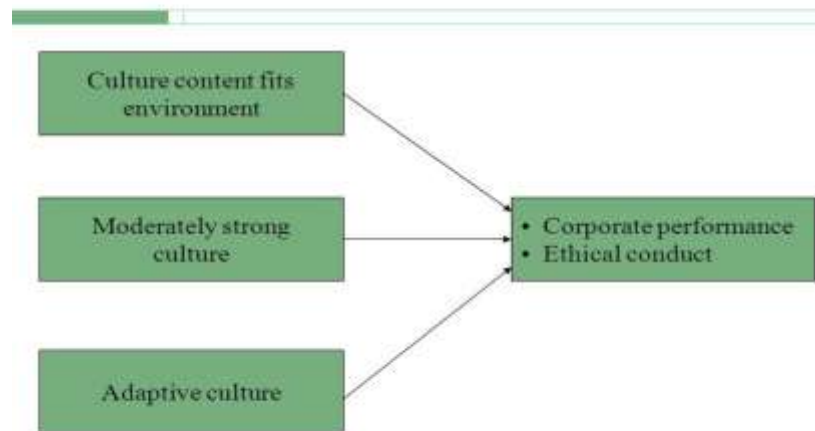 Culture content fits
environment
Moderately strong
culture
• Corporate performance
• Ethical conduct
Adaptive culture